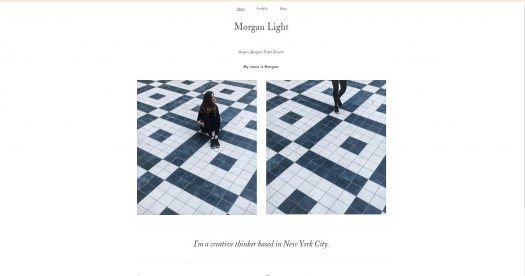 About Portfolio Blog
Morgan Light
Graphic Designer & Art Director
My name is Morgan.
I'm a creative thinker based in New York City.